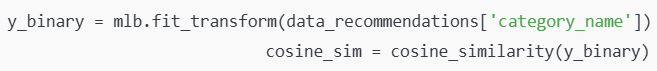 y_binary = mlb.fit_transform(data_recommendations['category_name'])
cosine_sim = cosine_similarity(y_binary)